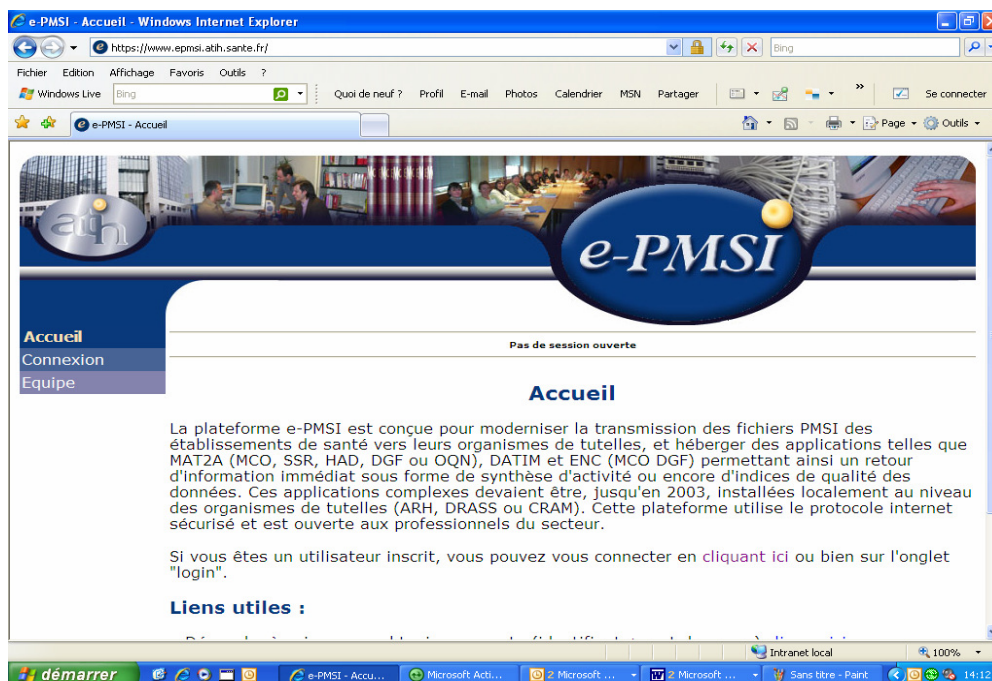 e-PMSI - Accueil - Windows Internet Explorer
https://www.epmsi.atih.sante.fr/
Bing
Fichier Edition Affichage Favoris Outils ?
Windows Live Bing Quoi de neuf ? Profil E-mail Photos Calendrier MSN Partager » Se connecter
e-PMSI - Accueil Page Outils
atih
e-PMSI
Accueil
Pas de session ouverte
Connexion
Equipe
Accueil
La plateforme e-PMSI est conçue pour moderniser la transmission des fichiers PMSI des
établissements de santé vers leurs organismes de tutelles, et héberger des applications telles que
MAT2A (MCO, SSR, HAD, DGF ou OQN), DATIM et ENC (MCO DGF) permettant ainsi un retour
d'information immédiat sous forme de synthèse d'activité ou encore d'indices de qualité des
données. Ces applications complexes devaient être, jusqu'en 2003, installées localement au niveau
des organismes de tutelles (ARH, DRASS ou CRAM). Cette plateforme utilise le protocole internet
sécurisé et est ouverte aux professionnels du secteur.
Si vous êtes un utilisateur inscrit, vous pouvez vous connecter en cliquant ici ou bien sur l'onglet
"login".
Liens utiles :
Intranet local 100%
démarrer e-PMSI - Accu... Microsoft Acti... 2 Microsoft ... 2 Microsoft ... Sans titre - Paint 14:12